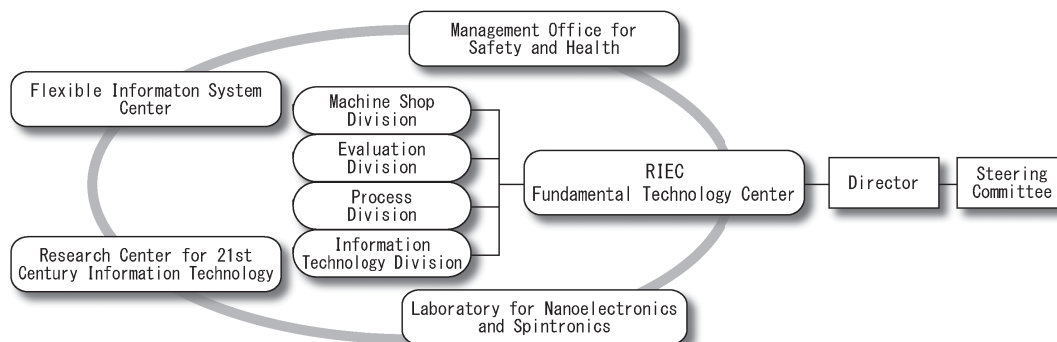 Management Office for
Safety and Health
Flexible Informaton System
Center
Machine Shop
Division
Evaluation
Division
Process
Division
Information
Technology Division
RIEC
Fundamental Technology Center
Director
Steering
Committee
Research Center for 21st
Century Information Technology
Laboratory for Nanoelectronics
and Spintronics